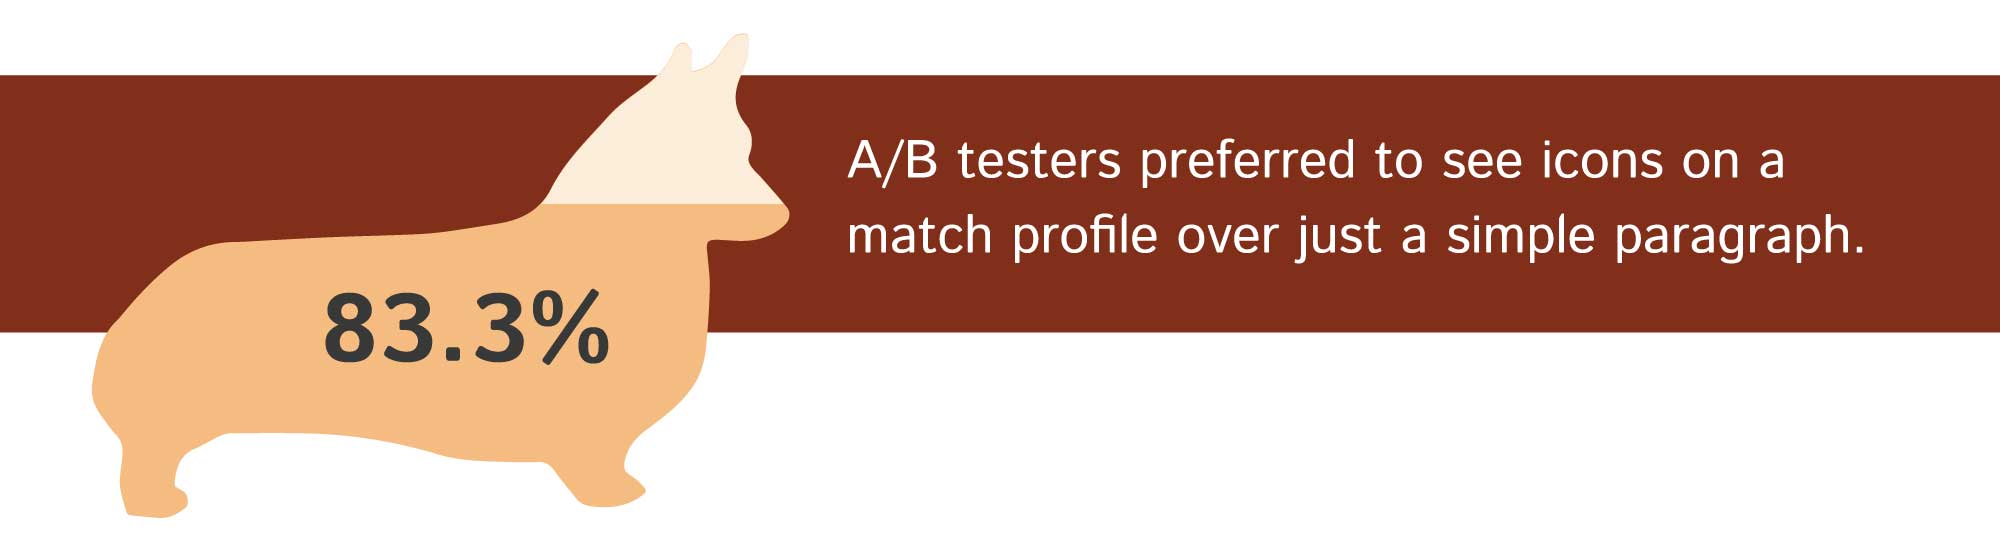 83.3%
A/B testers preferred to see icons on a
match profile over just a simple paragraph.